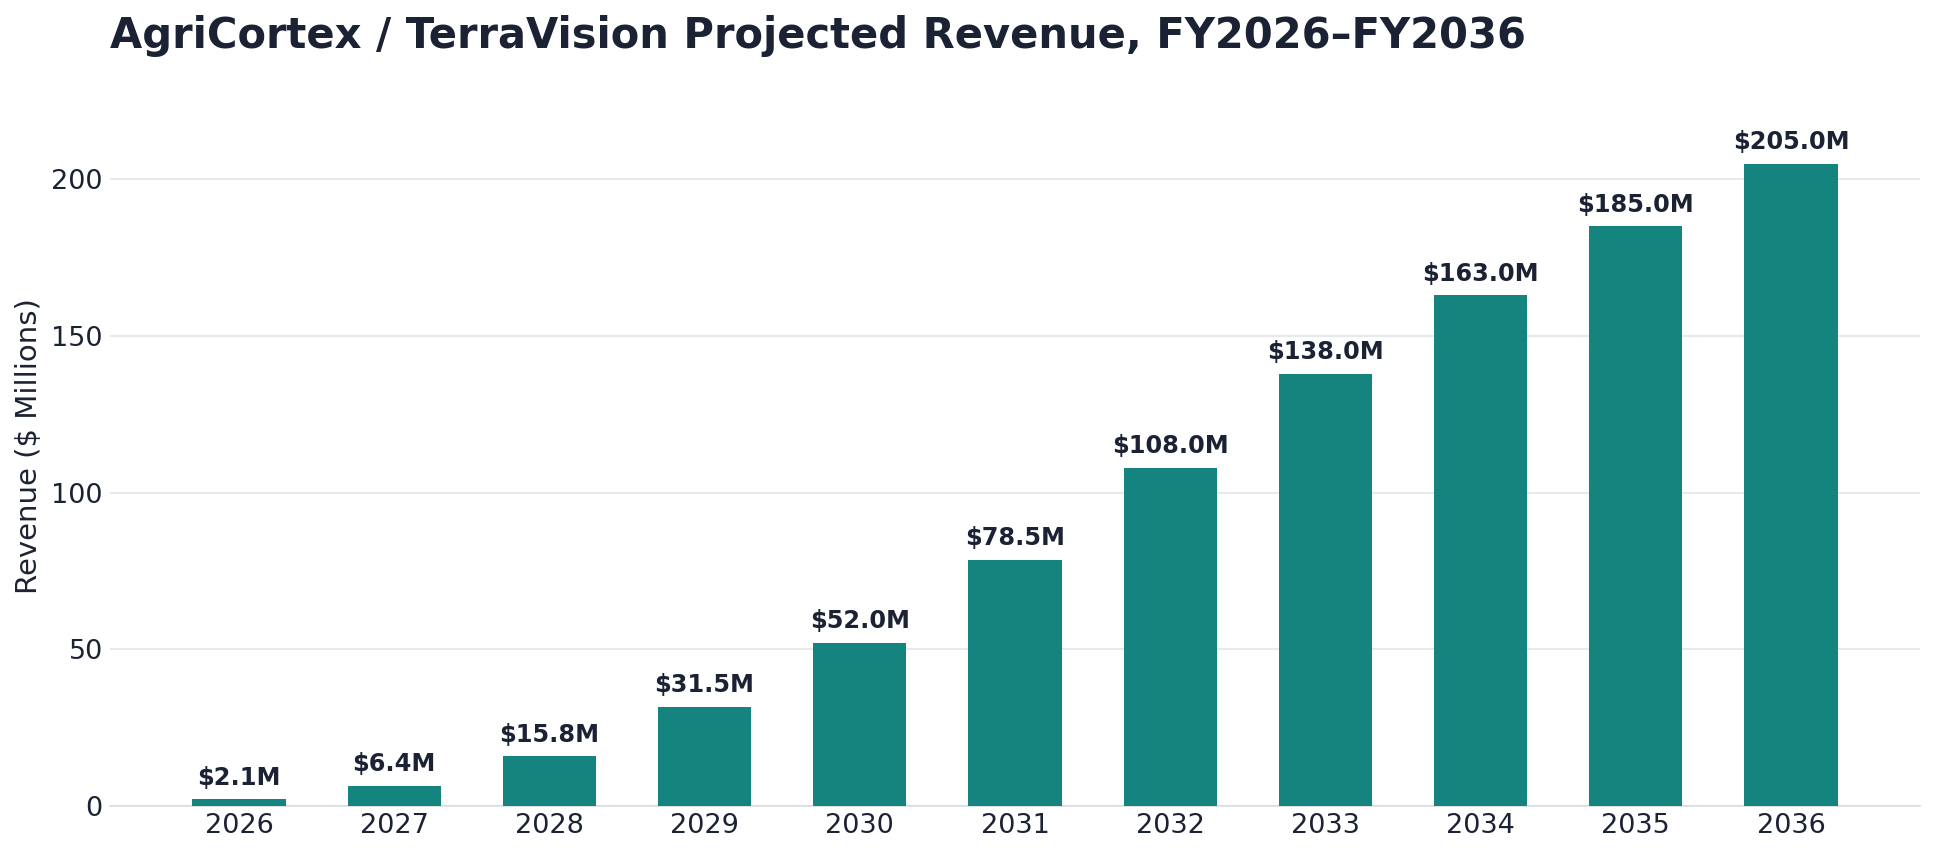 AgriCortex / TerraVision Projected Revenue, FY2026–FY2036
Revenue ($ Millions)
200
150
100
50
0
$2.1M
$6.4M
$15.8M
$31.5M
$52.0M
$78.5M
$108.0M
$138.0M
$163.0M
$185.0M
$205.0M
2026
2027
2028
2029
2030
2031
2032
2033
2034
2035
2036